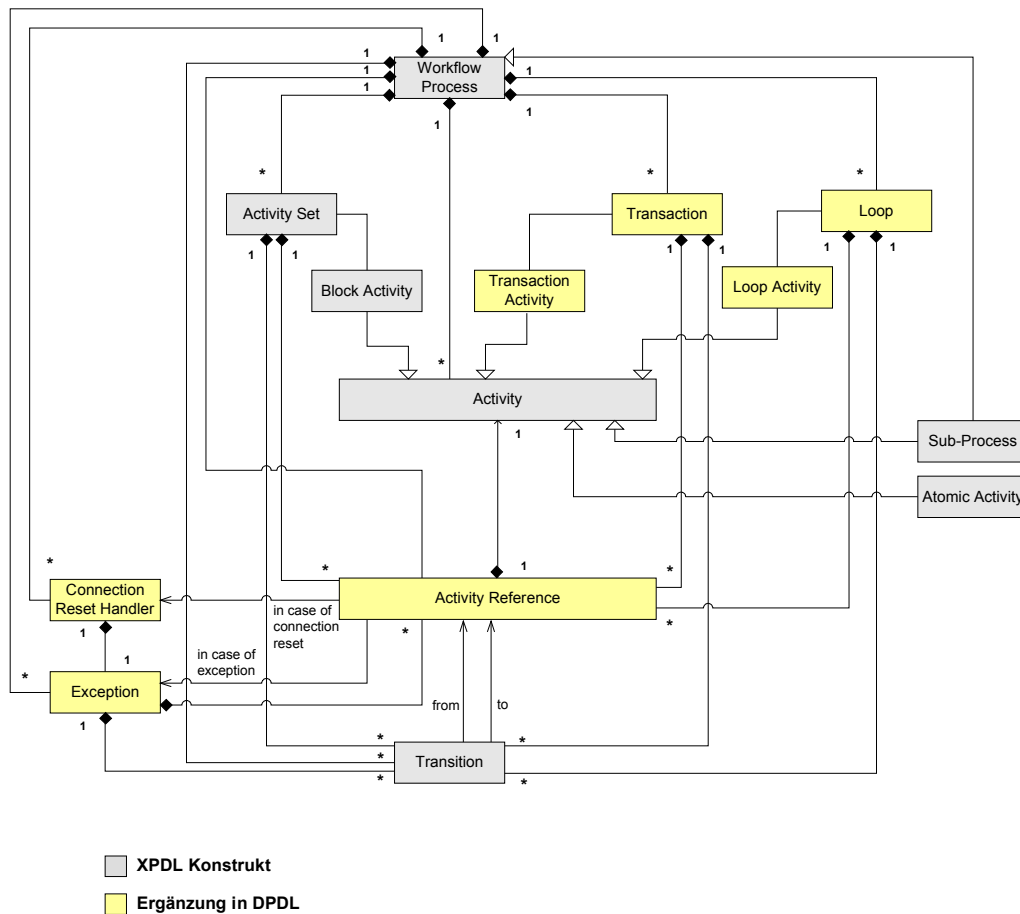 1
1
1
1
1
1
1
1
Workflow
Process
*
*
*
*
Activity Set
Transaction
Loop
1
1
1
1
1
1
Block Activity
Transaction
Activity
Loop Activity
Activity
1
Sub-Process
Atomic Activity
*
*
*
1
Connection
Reset Handler
Activity Reference
in case of
connection
reset
*
*
1
1
in case of
exception
*
Exception
1
from
to
*
*
*
*
*
Transition
XPDL Konstrukt
Ergänzung in DPDL